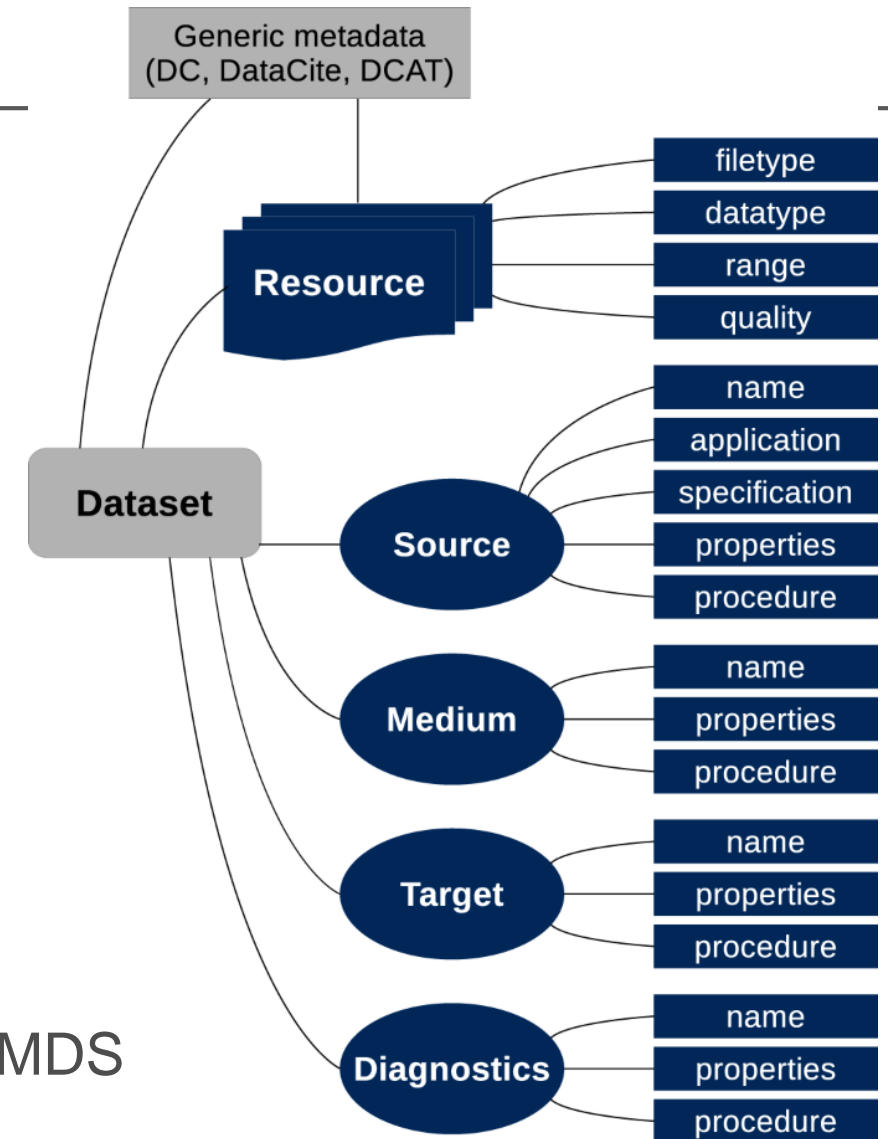 Generic metadata
(DC, DataCite, DCAT)
filetype
datatype
range
quality
Resource
name
application
specification
properties
procedure
Dataset
Source
name
properties
procedure
Medium
name
properties
procedure
Target
name
properties
procedure
Diagnostics
MDS